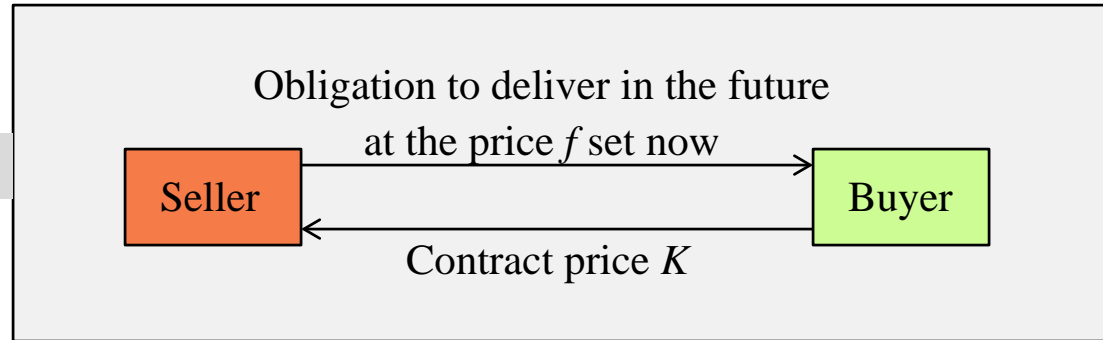 Obligation to deliver in the future
at the price f set now
Seller
Buyer
Contract price K